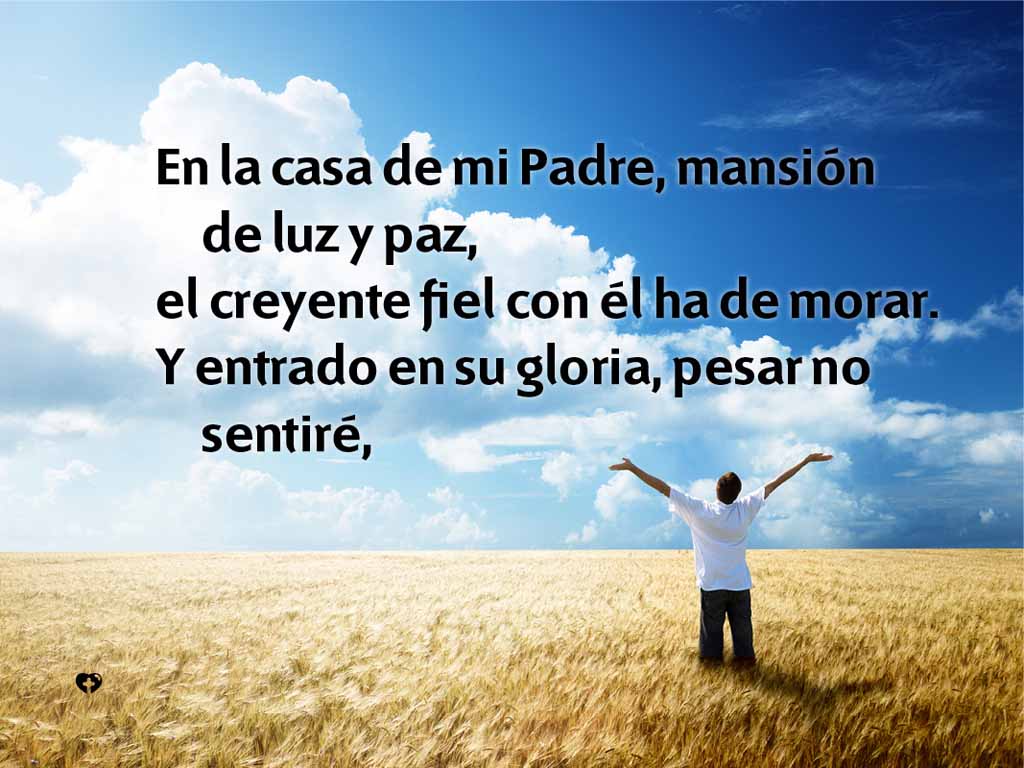 En la casa de mi Padre, mansión
de luz y paz,
el creyente fiel con él ha de morar.
Y entrado en su gloria, pesar no
sentiré,